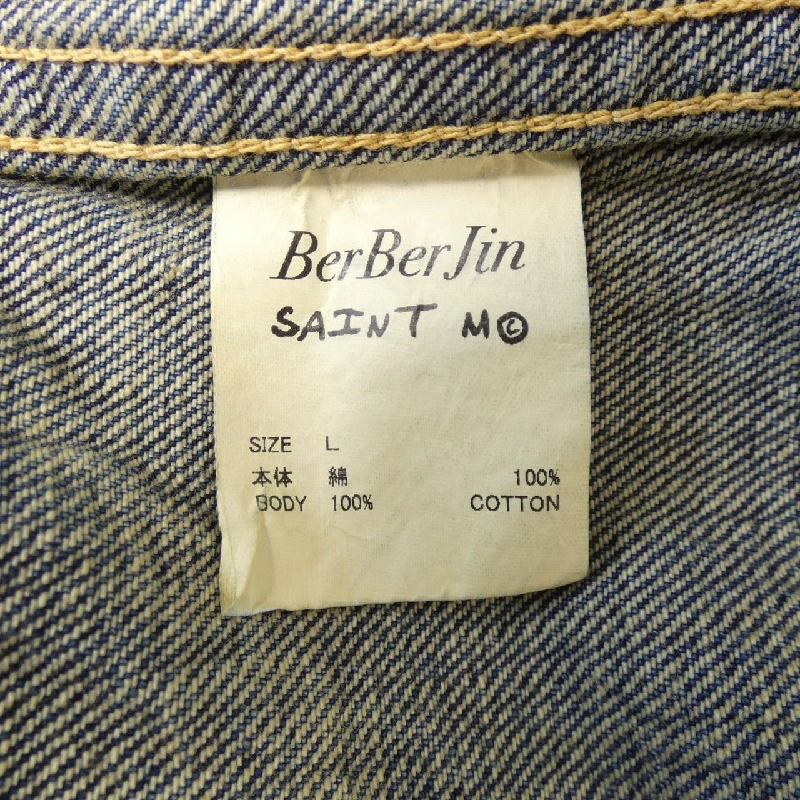 BerBerJin
SAINT M©
SIZE L
本体 綿 100%
BODY 100% COTTON